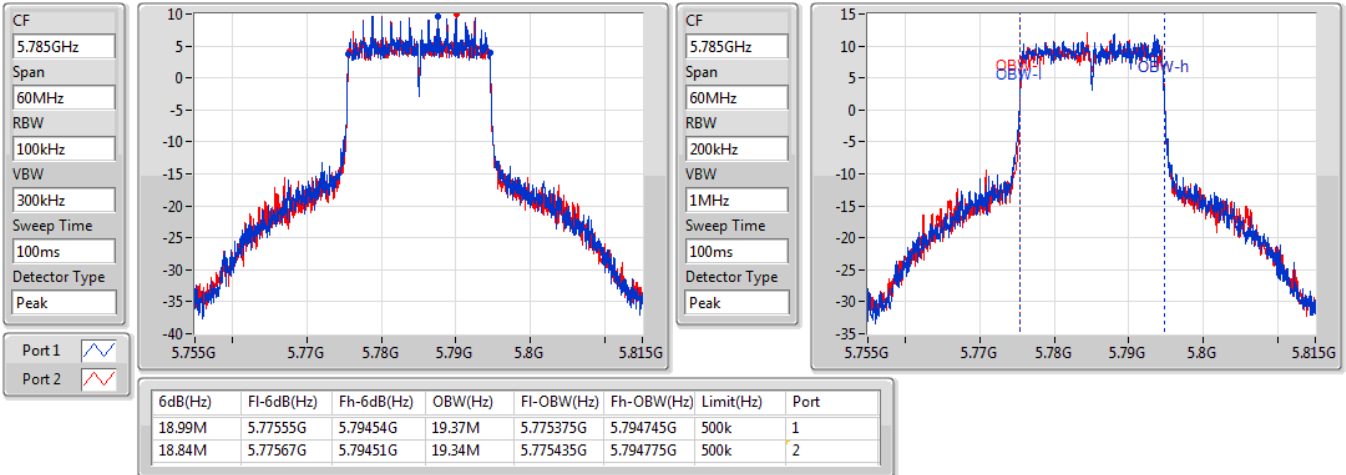 CF
5.785GHz
Span
60MHz
RBW
100kHz
VBW
300kHz
Sweep Time
100ms
Detector Type
Peak
Port 1
Port 2
10
5
0
-5
-10
-15
-20
-25
-30
-35
-40
5.755G 5.77G 5.78G 5.79G 5.8G 5.815G
CF
5.785GHz
Span
60MHz
RBW
200kHz
VBW
1MHz
Sweep Time
100ms
Detector Type
Peak
15
10
5
0
-5
-10
-15
-20
-25
-30
-35
OBW-l
OBW-h
5.755G 5.77G 5.78G 5.79G 5.8G 5.815G
6dB(Hz) Fl-6dB(Hz) Fh-6dB(Hz) OBW(Hz) Fl-OBW(Hz) Fh-OBW(Hz) Limit(Hz) Port
18.99M 5.77555G 5.79454G 19.37M 5.775375G 5.794745G 500k 1
18.84M 5.77567G 5.79451G 19.34M 5.775435G 5.794775G 500k 2